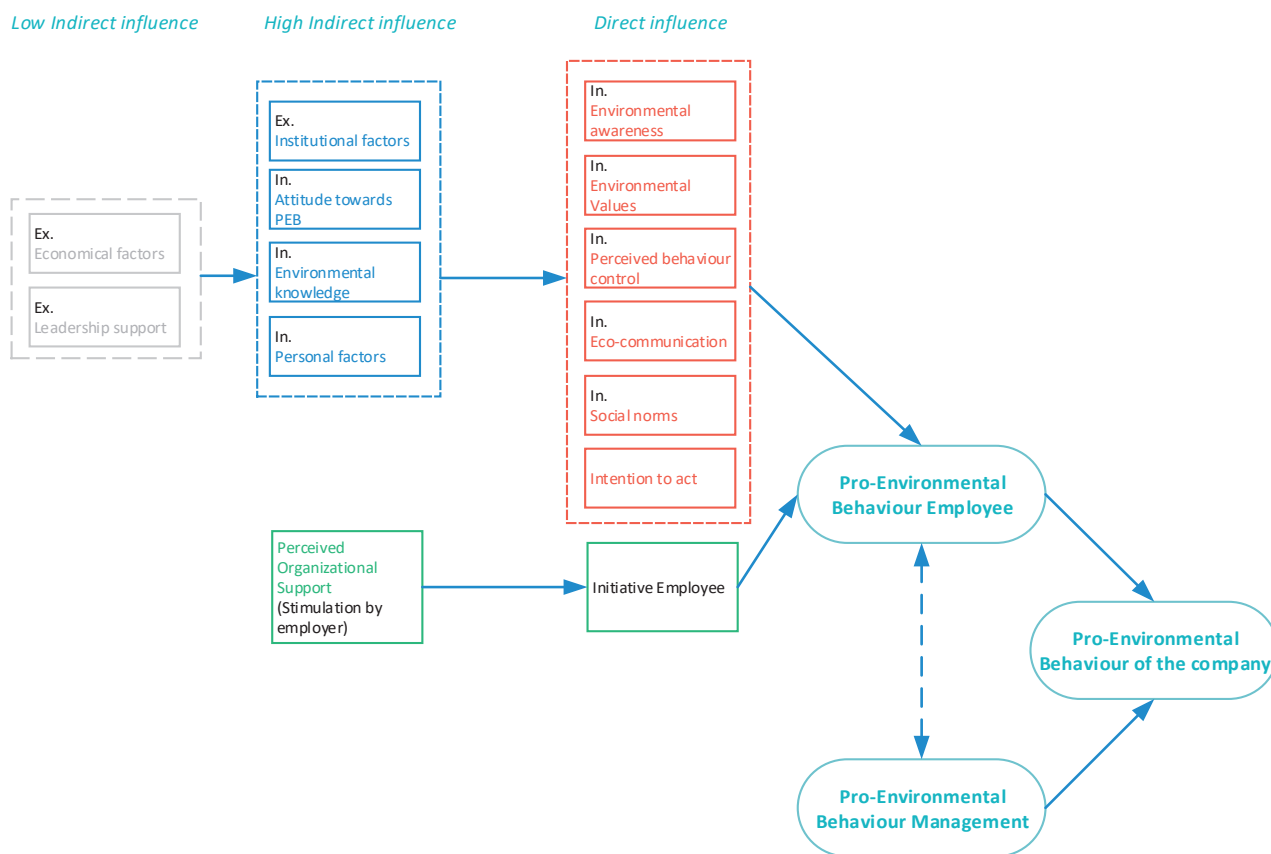 Low Indirect influence
High Indirect influence
Direct influence
Ex.
Economical factors
Ex.
Leadership support
Ex.
Institutional factors
In.
Attitude towards
PEB
In.
Environmental
knowledge
In.
Personal factors
In.
Environmental
awareness
In.
Environmental
Values
In.
Perceived behaviour
control
In.
Eco-communication
In.
Social norms
Intention to act
Perceived
Organizational
Support
(Stimulation by
employer)
Initiative Employee
Pro-Environmental
Behaviour Employee
Pro-Environmental
Behaviour of the company
Pro-Environmental
Behaviour Management